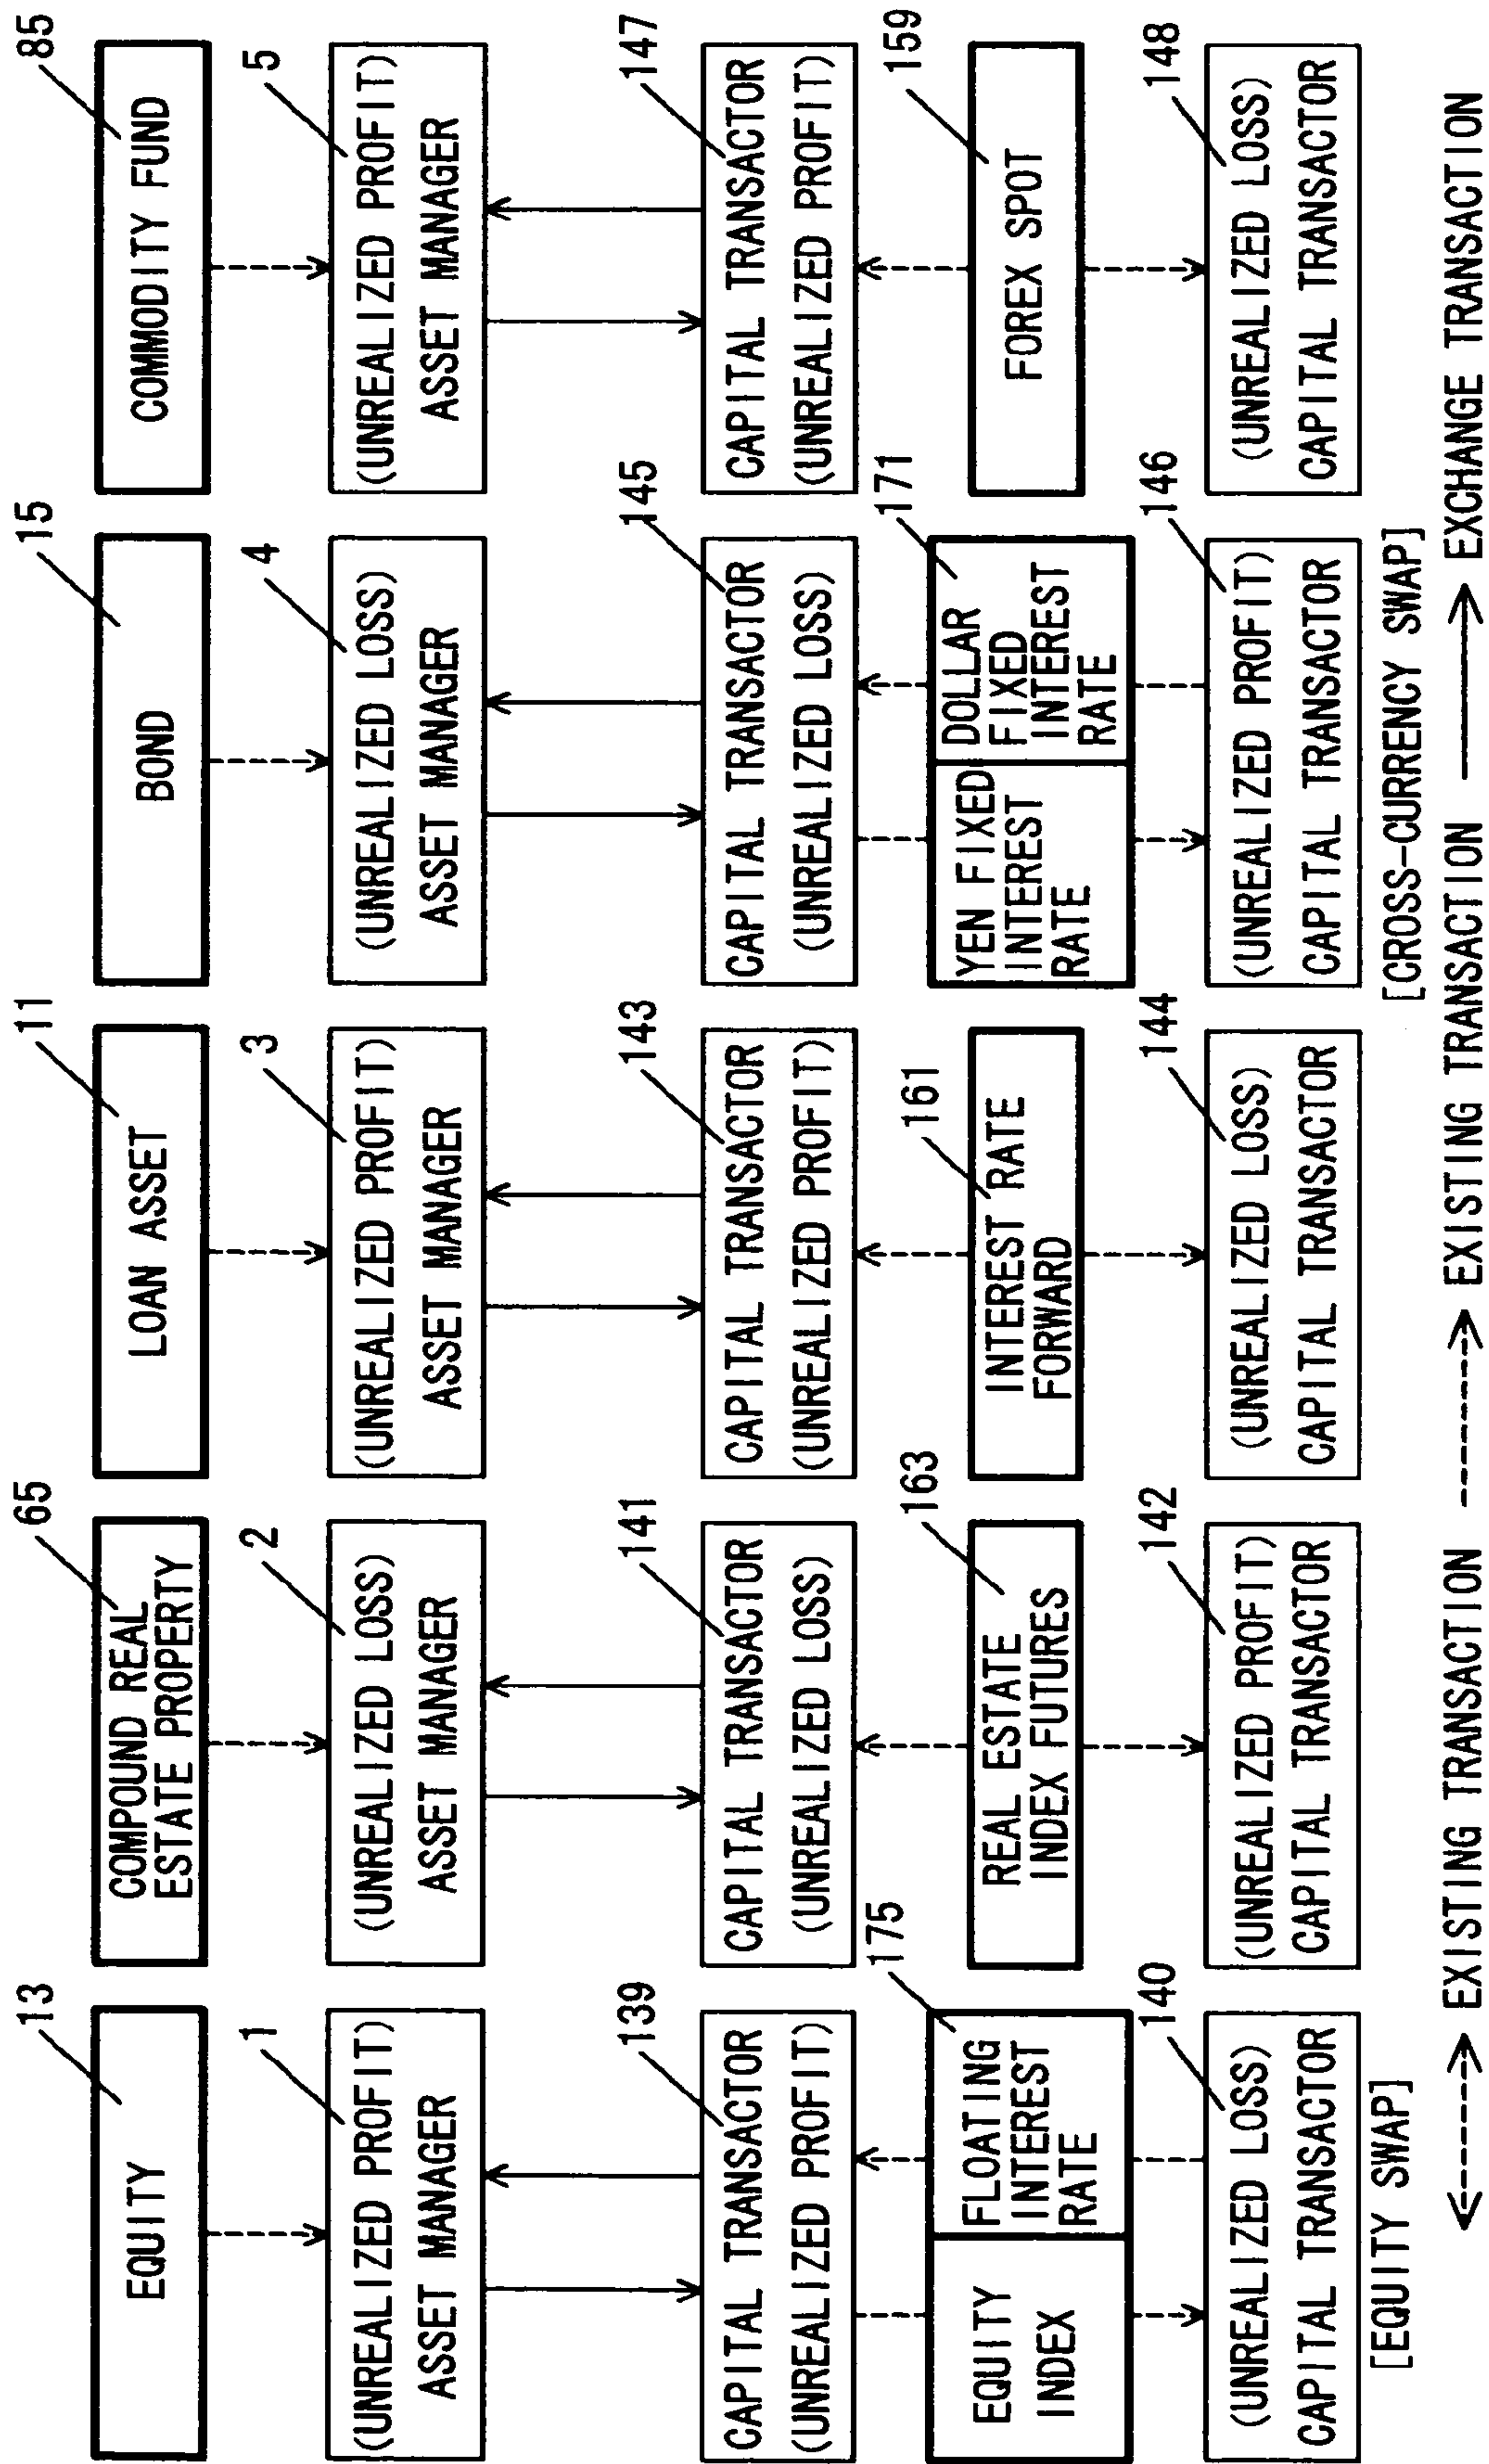 13
65
11
15
85
EQUITY
COMPOUND REAL
ESTATE PROPERTY
LOAN ASSET
BOND
COMMODITY FUND
1
2
3
4
5
(UNREALIZED PROFIT)
ASSET MANAGER
(UNREALIZED LOSS)
ASSET MANAGER
(UNREALIZED PROFIT)
ASSET MANAGER
(UNREALIZED LOSS)
ASSET MANAGER
(UNREALIZED PROFIT)
ASSET MANAGER
139
141
143
145
147
CAPITAL TRANSACTOR
(UNREALIZED PROFIT)
CAPITAL TRANSACTOR
(UNREALIZED LOSS)
CAPITAL TRANSACTOR
(UNREALIZED PROFIT)
CAPITAL TRANSACTOR
(UNREALIZED LOSS)
CAPITAL TRANSACTOR
(UNREALIZED PROFIT)
175
163
161
171
159
EQUITY
INDEX
FLOATING
INTEREST
RATE
REAL ESTATE
INDEX FUTURES
INTEREST RATE
FORWARD
YEN FIXED
INTEREST
RATE
DOLLAR
FIXED
INTEREST
RATE
FOREX SPOT
140
142
144
146
148
(UNREALIZED LOSS)
CAPITAL TRANSACTOR
(UNREALIZED PROFIT)
CAPITAL TRANSACTOR
(UNREALIZED LOSS)
CAPITAL TRANSACTOR
(UNREALIZED PROFIT)
CAPITAL TRANSACTOR
(UNREALIZED LOSS)
CAPITAL TRANSACTOR
[EQUITY SWAP]
[CROSS-CURRENCY SWAP]
EXISTING TRANSACTION
EXISTING TRANSACTION
EXCHANGE TRANSACTION